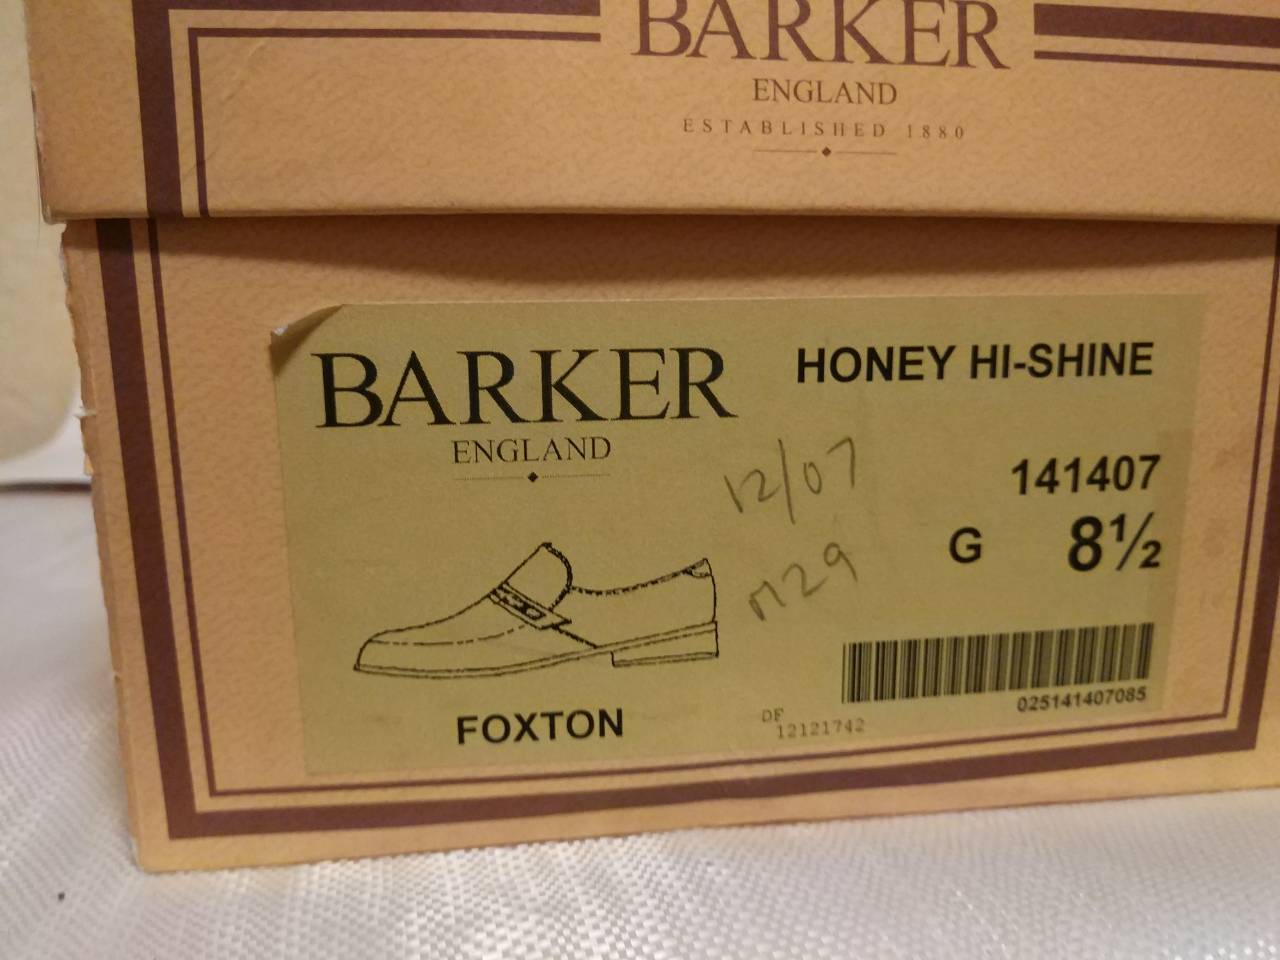 BARKER
ENGLAND
ESTABLISHED 1880
BARKER
ENGLAND
HONEY HI-SHINE
12/07
141407
G 8½
M29
FOXTON
DF
12121742
025141407085